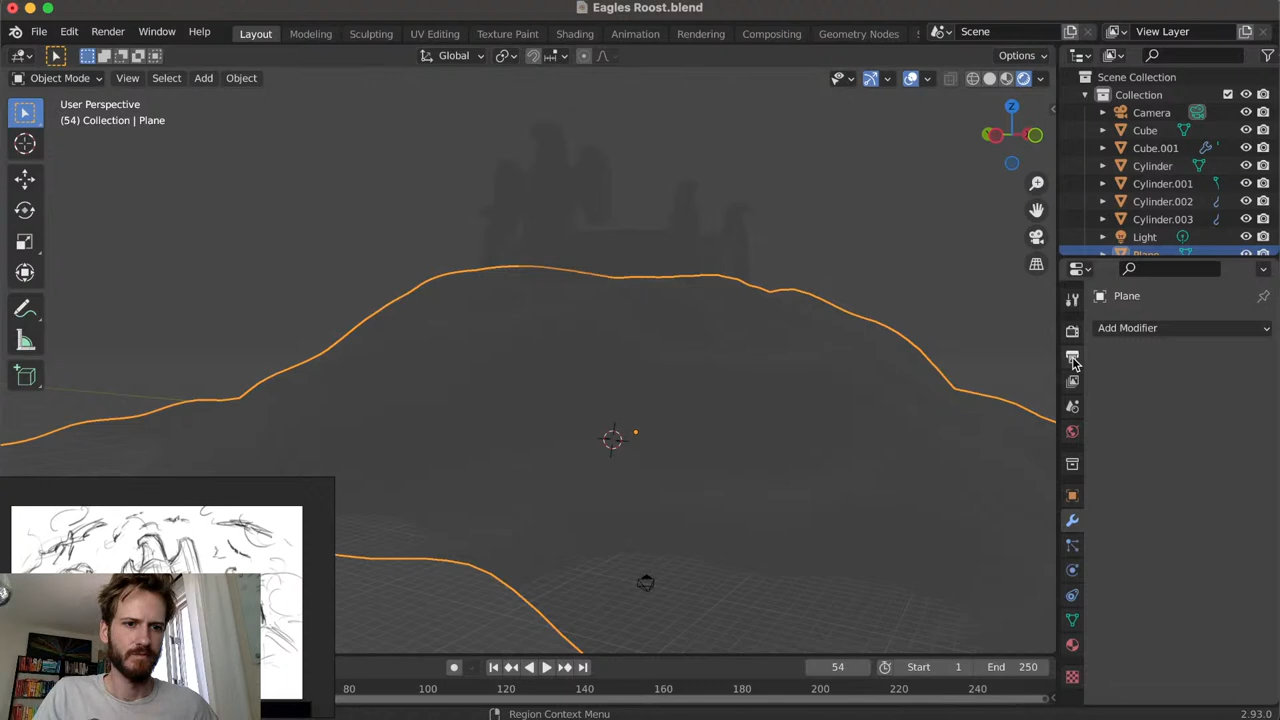 Eagles Roost.blend
File Edit Render Window Help Layout Modeling Sculpting UV Editing Texture Paint Shading Animation Rendering Compositing Geometry Nodes Scene View Layer
Global Options
Object Mode View Select Add Object
User Perspective
(54) Collection | Plane
Z
Scene Collection
Collection
Camera
Cube
Cube.001
Cylinder
Cylinder.001
Cylinder.002
Cylinder.003
Light
Plane
Plane
Add Modifier
54 Start 1 End 250
80 100 120 140 160 180 200 220 240
Region Context Menu 2.93.0